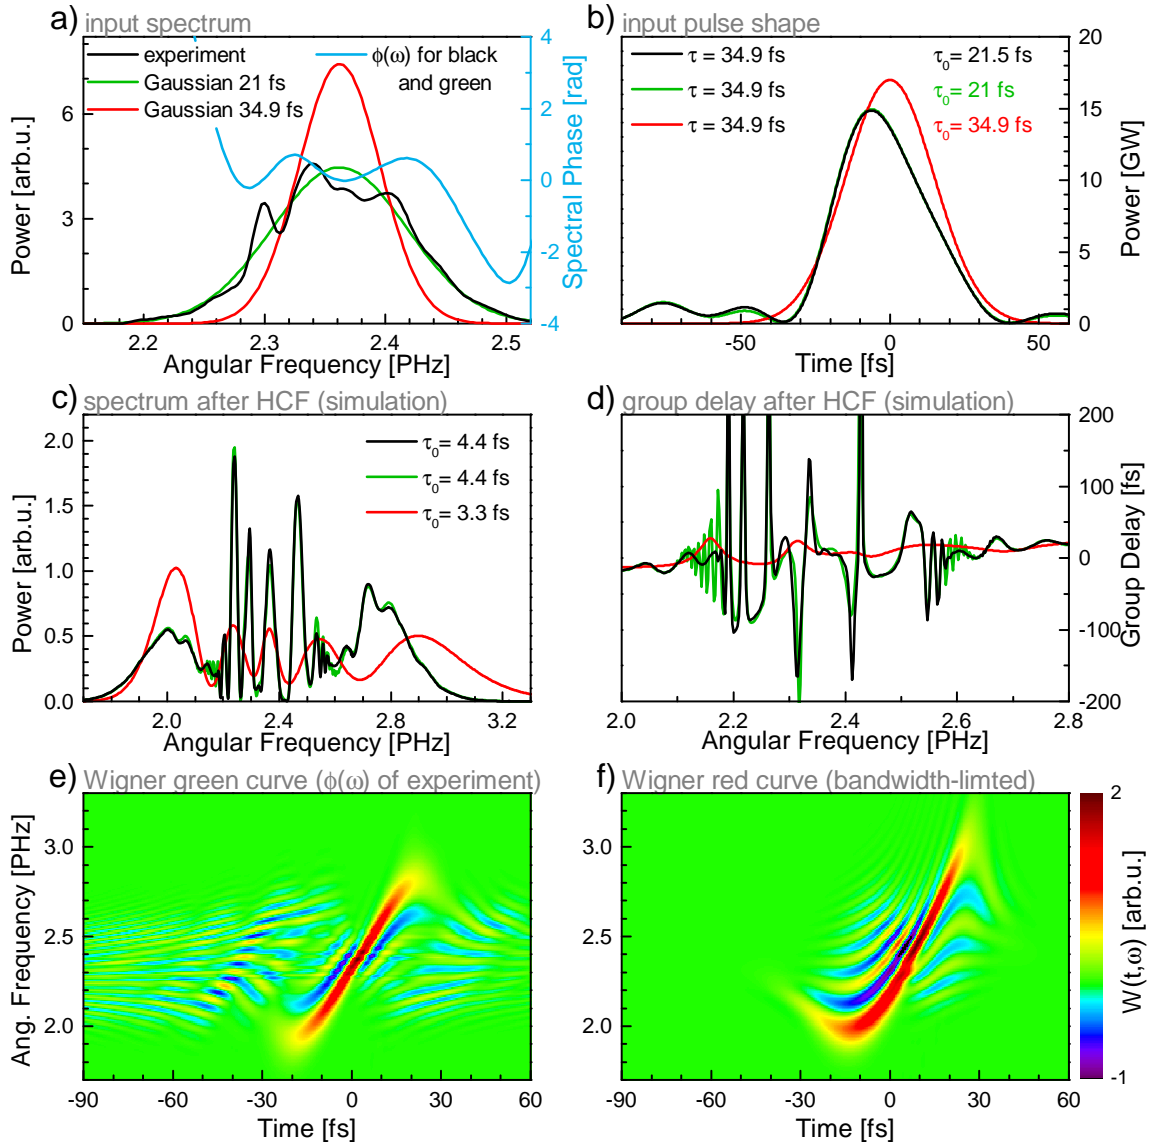 a) input spectrum
experiment
Gaussian 21 fs
Gaussian 34.9 fs
ϕ(ω) for black
and green
Power [arb.u.]
6
3
0
4
2
0
-2
-4
Spectral Phase [rad]
2.2 2.3 2.4 2.5
Angular Frequency [PHz]
b) input pulse shape
τ = 34.9 fs τ0= 21.5 fs
τ = 34.9 fs τ0= 21 fs
τ = 34.9 fs τ0= 34.9 fs
20
15
10
5
0
Power [GW]
-50 0 50
Time [fs]
c) spectrum after HCF (simulation)
τ0= 4.4 fs
τ0= 4.4 fs
τ0= 3.3 fs
Power [arb.u.]
2.0
1.5
1.0
0.5
0.0
2.0 2.4 2.8 3.2
Angular Frequency [PHz]
d) group delay after HCF (simulation)
200
100
0
-100
-200
Group Delay [fs]
2.0 2.2 2.4 2.6 2.8
Angular Frequency [PHz]
e) Wigner green curve (ϕ(ω) of experiment)
Ang. Frequency [PHz]
3.0
2.5
2.0
-90 -60 -30 0 30 60
Time [fs]
f) Wigner red curve (bandwidth-limted)
3.0
2.5
2.0
-90 -60 -30 0 30 60
Time [fs]
2
-1
W(t,ω) [arb.u.]